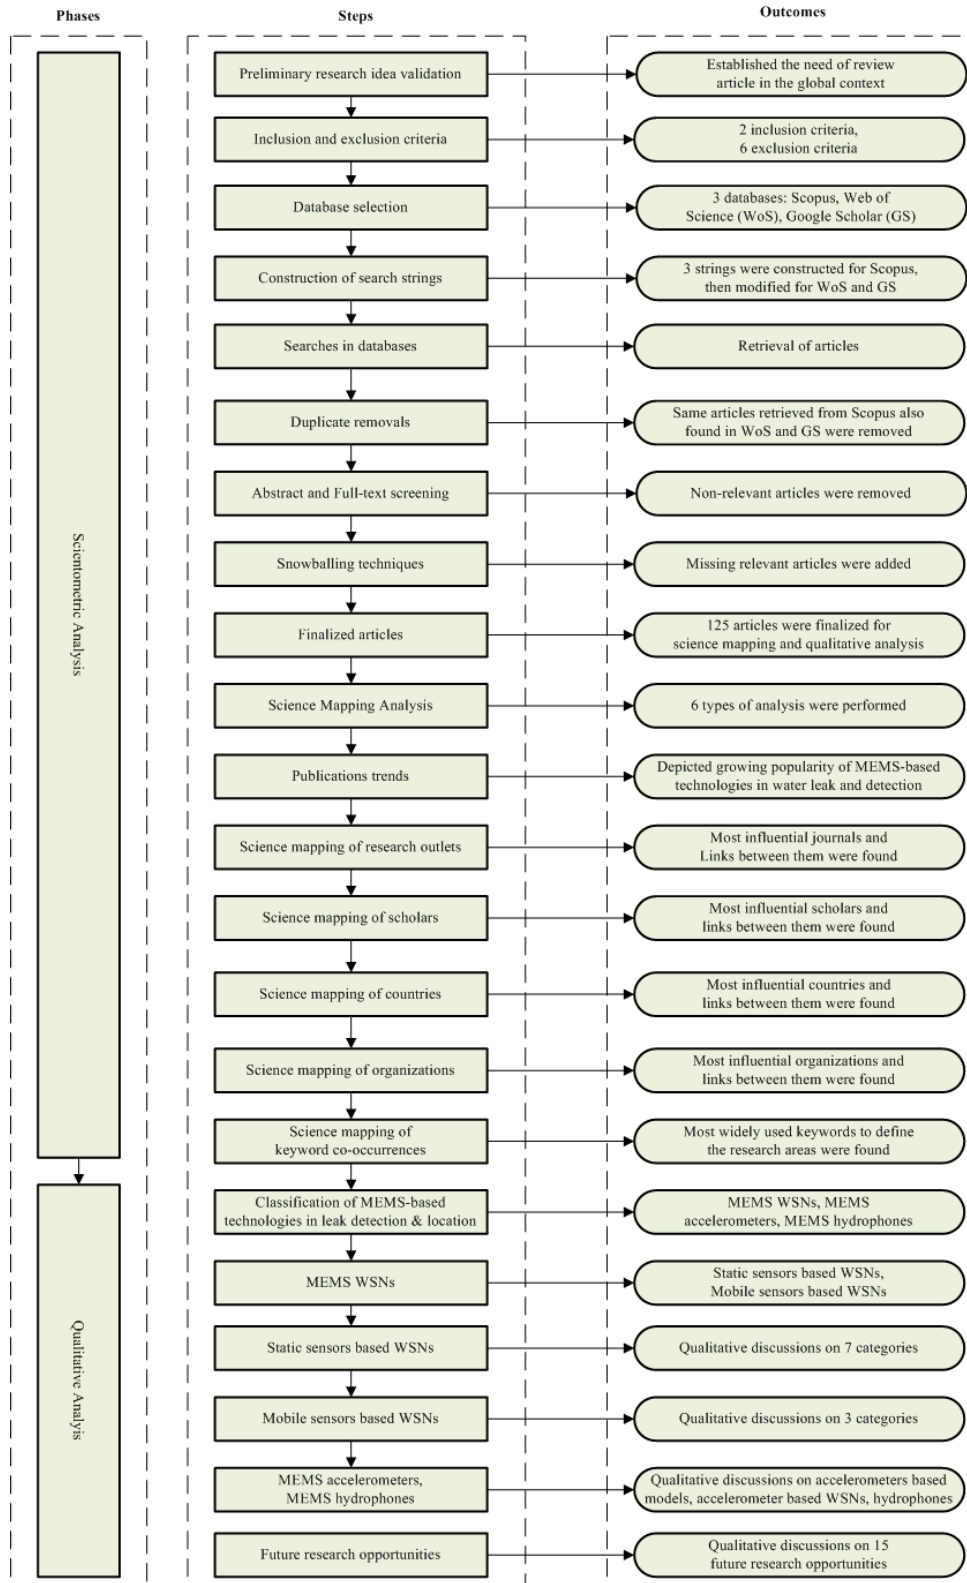 Phases
Steps
Outcomes
Scientometric Analysis
Qualitative Analyis
Preliminary research idea validation
Established the need of review
article in the global context
Inclusion and exclusion criteria
2 inclusion criteria,
6 exclusion criteria
Database selection
3 databases: Scopus, Web of
Science (WoS), Google Scholar (GS)
Construction of search strings
3 strings were constructed for Scopus,
then modified for WoS and GS
Searches in databases
Retrieval of articles
Duplicate removals
Same articles retrieved from Scopus also
found in WoS and GS were removed
Abstract and Full-text screening
Non-relevant articles were removed
Snowballing techniques
Missing relevant articles were added
Finalized articles
125 articles were finalized for
science mapping and qualitative analysis
Science Mapping Analysis
6 types of analysis were performed
Publications trends
Depicted growing popularity of MEMS-based
technologies in water leak and detection
Science mapping of research outlets
Most influential journals and
Links between them were found
Science mapping of scholars
Most influential scholars and
links between them were found
Science mapping of countries
Most influential countries and
links between them were found
Science mapping of organizations
Most influential organizations and
links between them were found
Science mapping of
keyword co-occurrences
Most widely used keywords to define
the research areas were found
Classification of MEMS-based
technologies in leak detection & location
MEMS WSNs, MEMS
accelerometers, MEMS hydrophones
MEMS WSNs
Static sensors based WSNs,
Mobile sensors based WSNs
Static sensors based WSNs
Qualitative discussions on 7 categories
Mobile sensors based WSNs
Qualitative discussions on 3 categories
MEMS accelerometers,
MEMS hydrophones
Qualitative discussions on accelerometers based
models, accelerometer based WSNs, hydrophones
Future research opportunities
Qualitative discussions on 15
future research opportunities